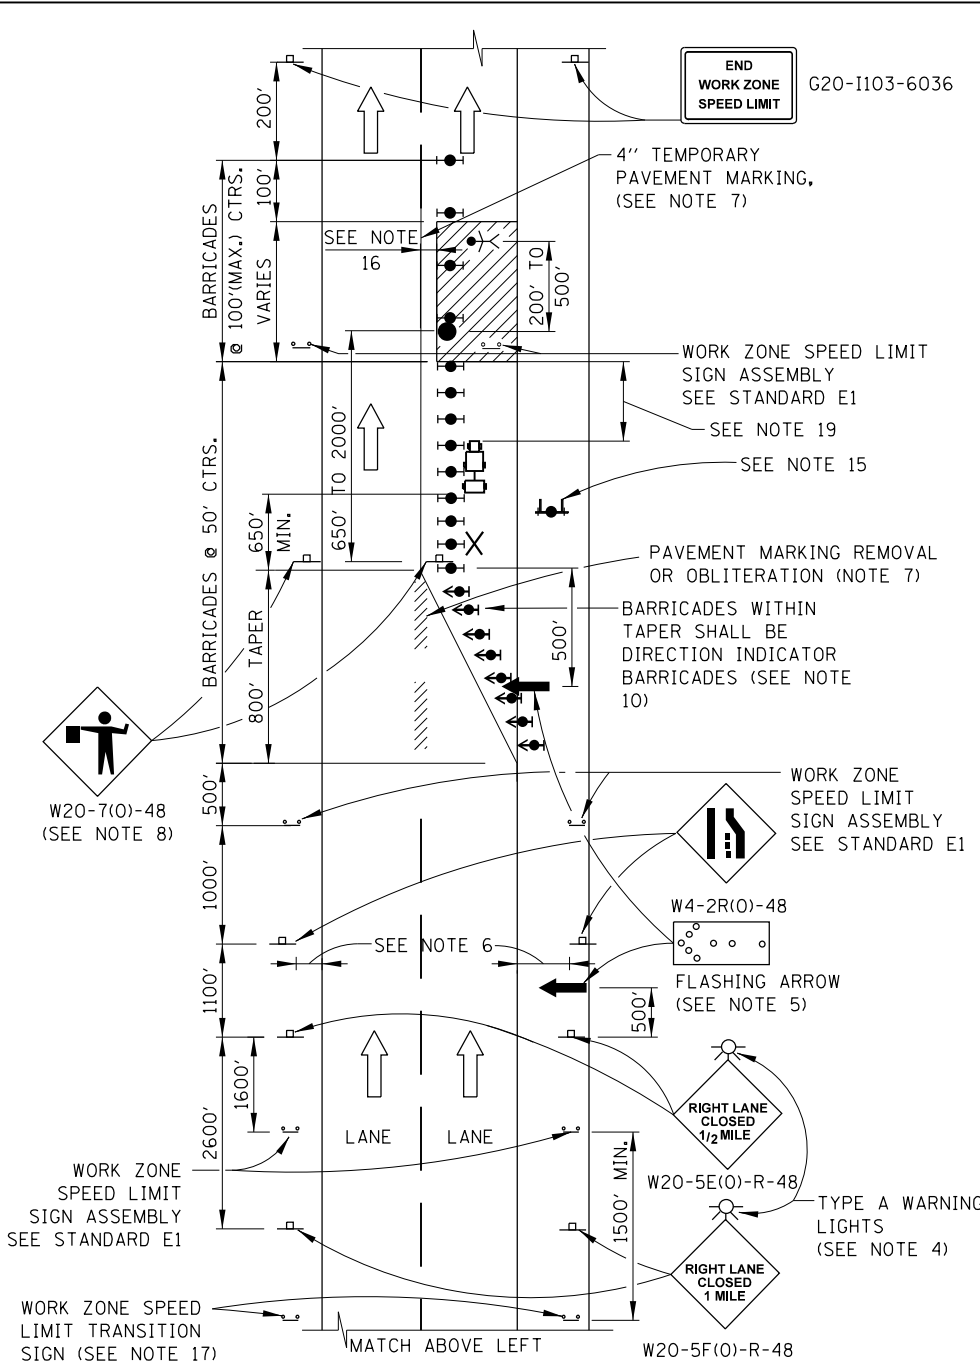 END
WORK ZONE
SPEED LIMIT
G20-I103-6036
200'
4'' TEMPORARY
PAVEMENT MARKING,
(SEE NOTE 7)
BARRICADES
@ 100'(MAX.) CTRS.
100'
VARIES
SEE NOTE
16
200' TO
500'
WORK ZONE SPEED LIMIT
SIGN ASSEMBLY
SEE STANDARD E1
SEE NOTE 19
SEE NOTE 15
BARRICADES @ 50' CTRS.
650' TO 2000'
650'
MIN.
PAVEMENT MARKING REMOVAL
OR OBLITERATION (NOTE 7)
BARRICADES WITHIN
TAPER SHALL BE
DIRECTION INDICATOR
BARRICADES (SEE NOTE
10)
500'
800' TAPER
W20-7(O)-48
(SEE NOTE 8)
500'
WORK ZONE
SPEED LIMIT
SIGN ASSEMBLY
SEE STANDARD E1
1000'
W4-2R(O)-48
SEE NOTE 6
FLASHING ARROW
(SEE NOTE 5)
1100'
500'
1600'
2600'
LANE
LANE
RIGHT LANE
CLOSED
1/2 MILE
W20-5E(O)-R-48
WORK ZONE
SPEED LIMIT
SIGN ASSEMBLY
SEE STANDARD E1
1500' MIN.
TYPE A WARNING
LIGHTS
(SEE NOTE 4)
RIGHT LANE
CLOSED
1 MILE
W20-5F(O)-R-48
WORK ZONE SPEED
LIMIT TRANSITION
SIGN (SEE NOTE 17)
MATCH ABOVE LEFT